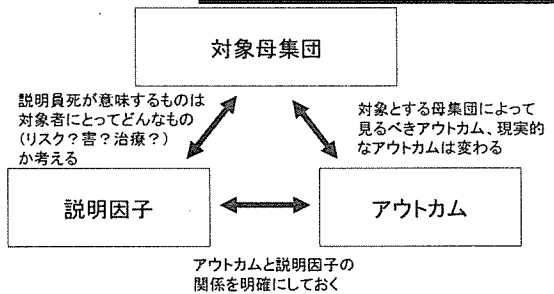 対象母集団
説明員死が意味するものは
対象者にとってどんなもの
(リスク?害?治療?)
か考える
対象とする母集団によって
見るべきアウトカム、現実的
なアウトカムは変わる
説明因子
アウトカム
アウトカムと説明因子の
関係を明確にしておく